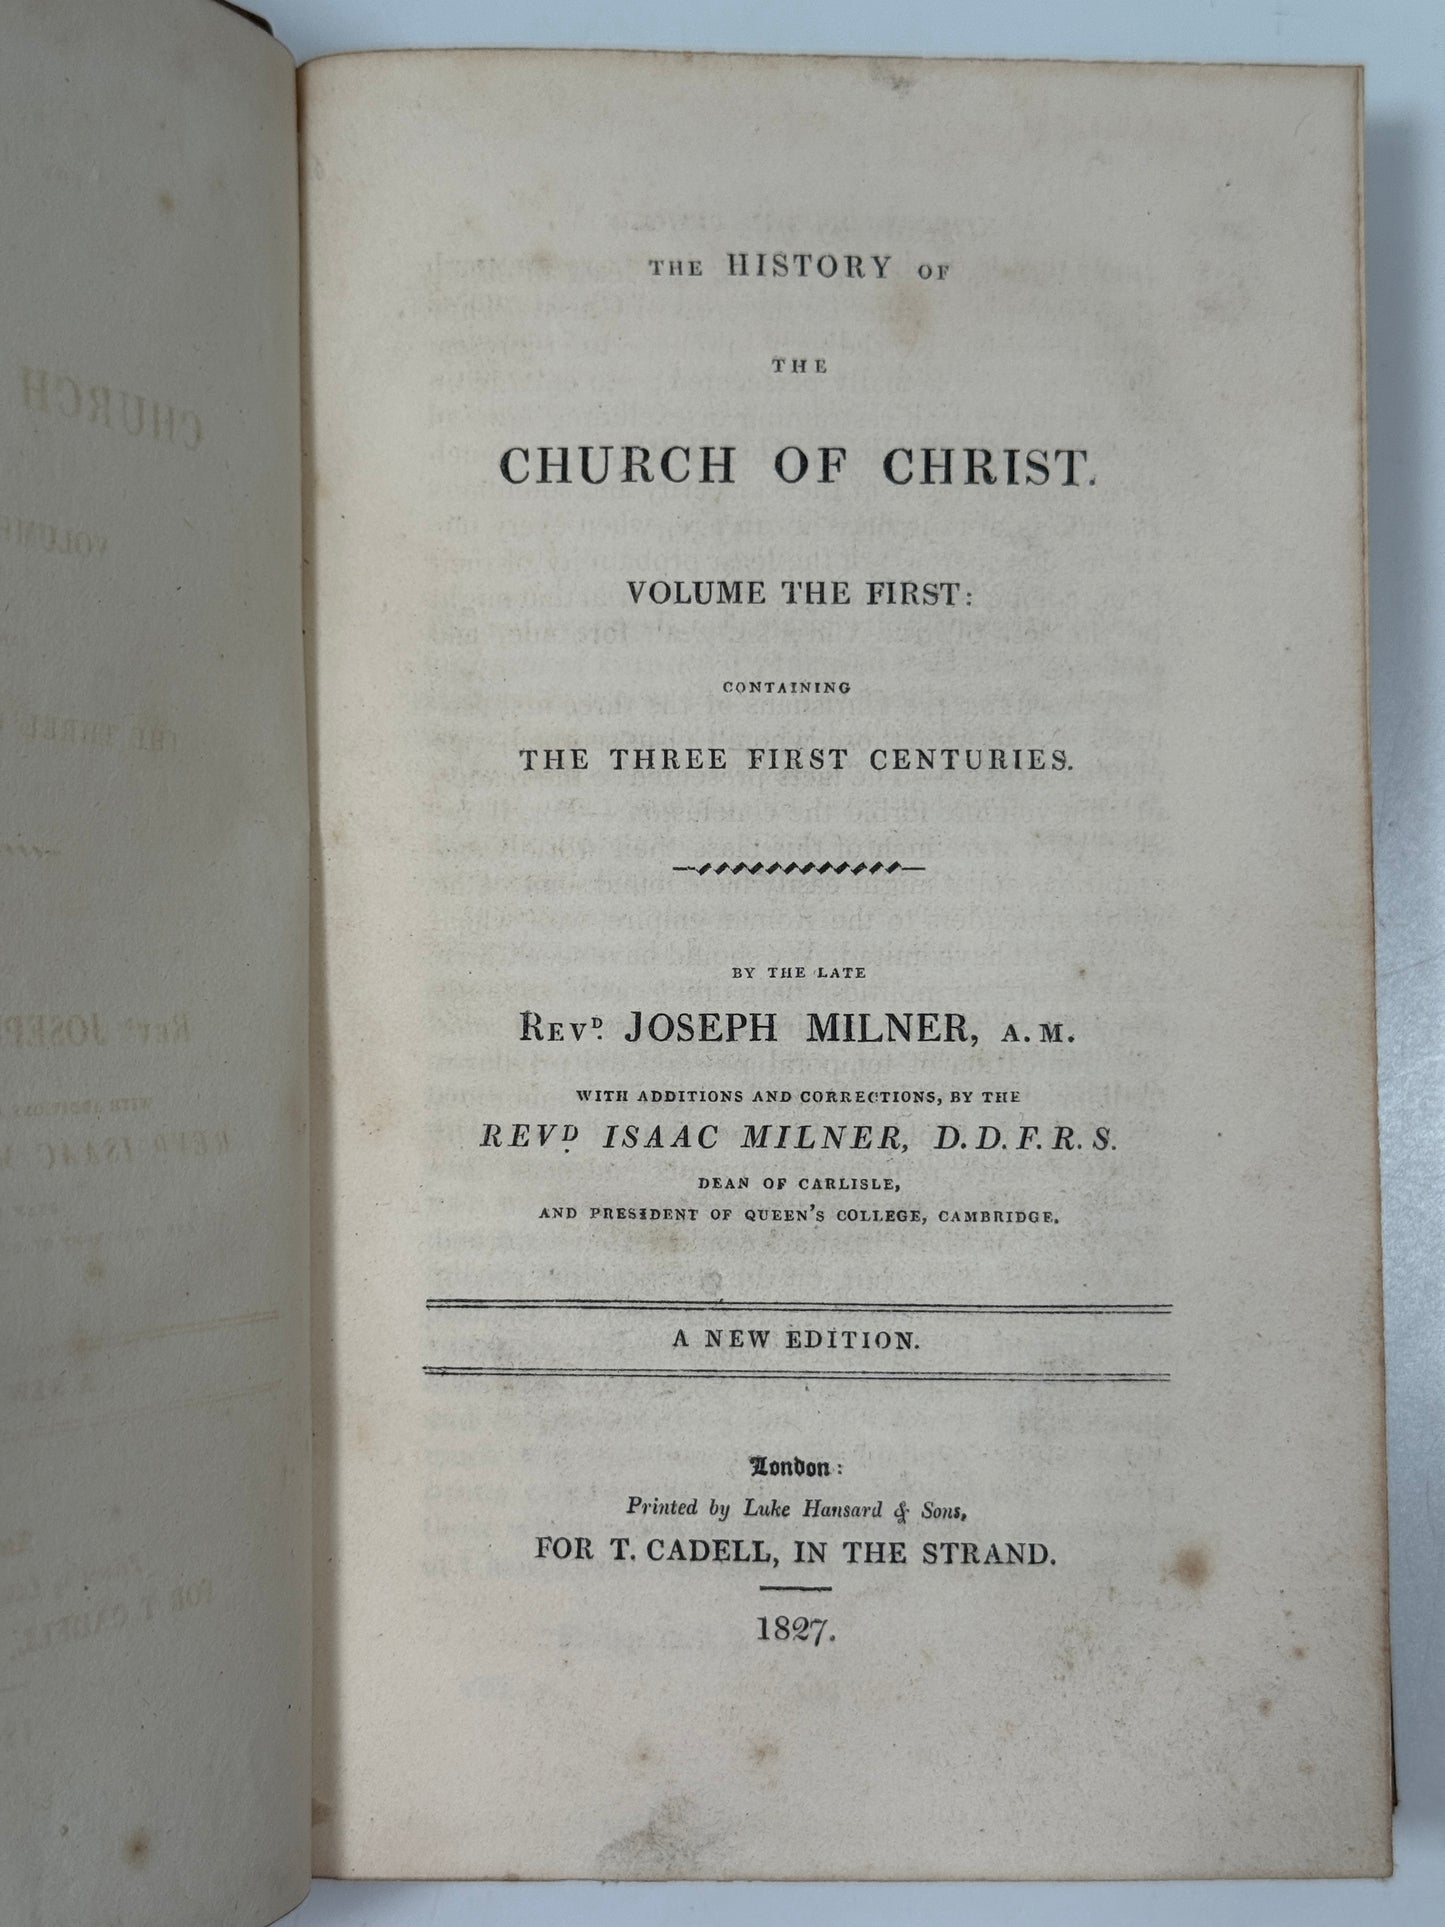 THE HISTORY OF
THE
CHURCH OF CHRIST.
VOLUME THE FIRST:
CONTAINING
THE THREE FIRST CENTURIES.
BY THE LATE
REVD. JOSEPH MILNER, A.M.
WITH ADDITIONS AND CORRECTIONS, BY THE
REVD. ISAAC MILNER, D.D.F.R.S.
DEAN OF CARLISLE,
AND PRESIDENT OF QUEEN'S COLLEGE, CAMBRIDGE.
A NEW EDITION.
London:
Printed by Luke Hansard & Sons,
FOR T. CADELL, IN THE STRAND.
1827.